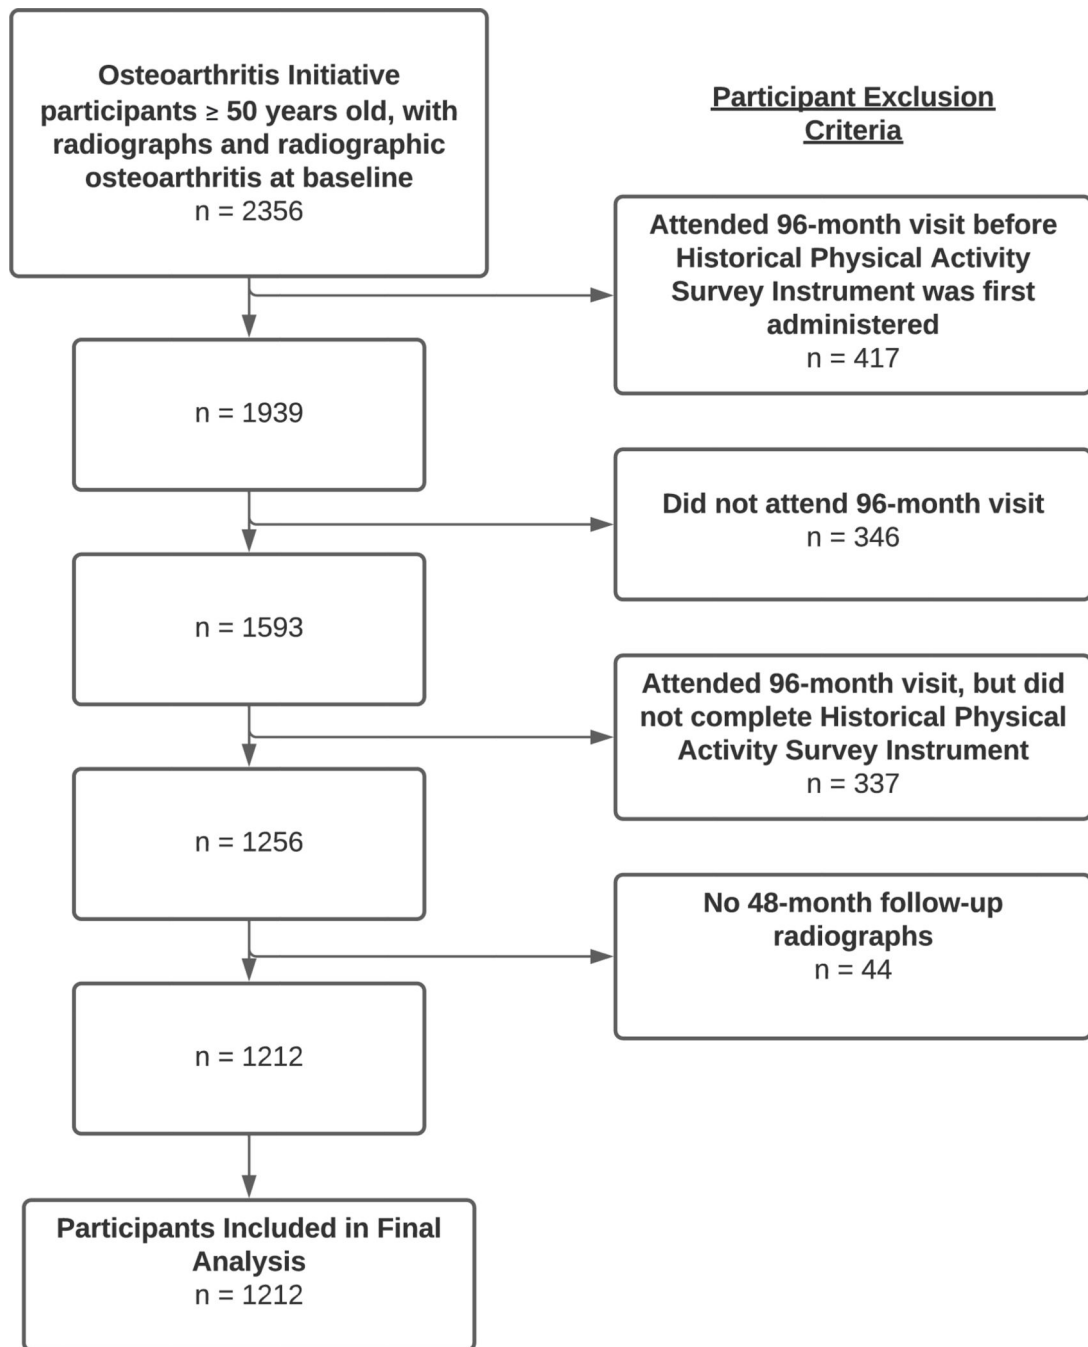 Osteoarthritis Initiative
participants ≥ 50 years old, with
radiographs and radiographic
osteoarthritis at baseline
n = 2356
Participant Exclusion
Criteria
Attended 96-month visit before
Historical Physical Activity
Survey Instrument was first
administered
n = 417
n = 1939
Did not attend 96-month visit
n = 346
n = 1593
Attended 96-month visit, but did
not complete Historical Physical
Activity Survey Instrument
n = 337
n = 1256
No 48-month follow-up
radiographs
n = 44
n = 1212
Participants Included in Final
Analysis
n = 1212